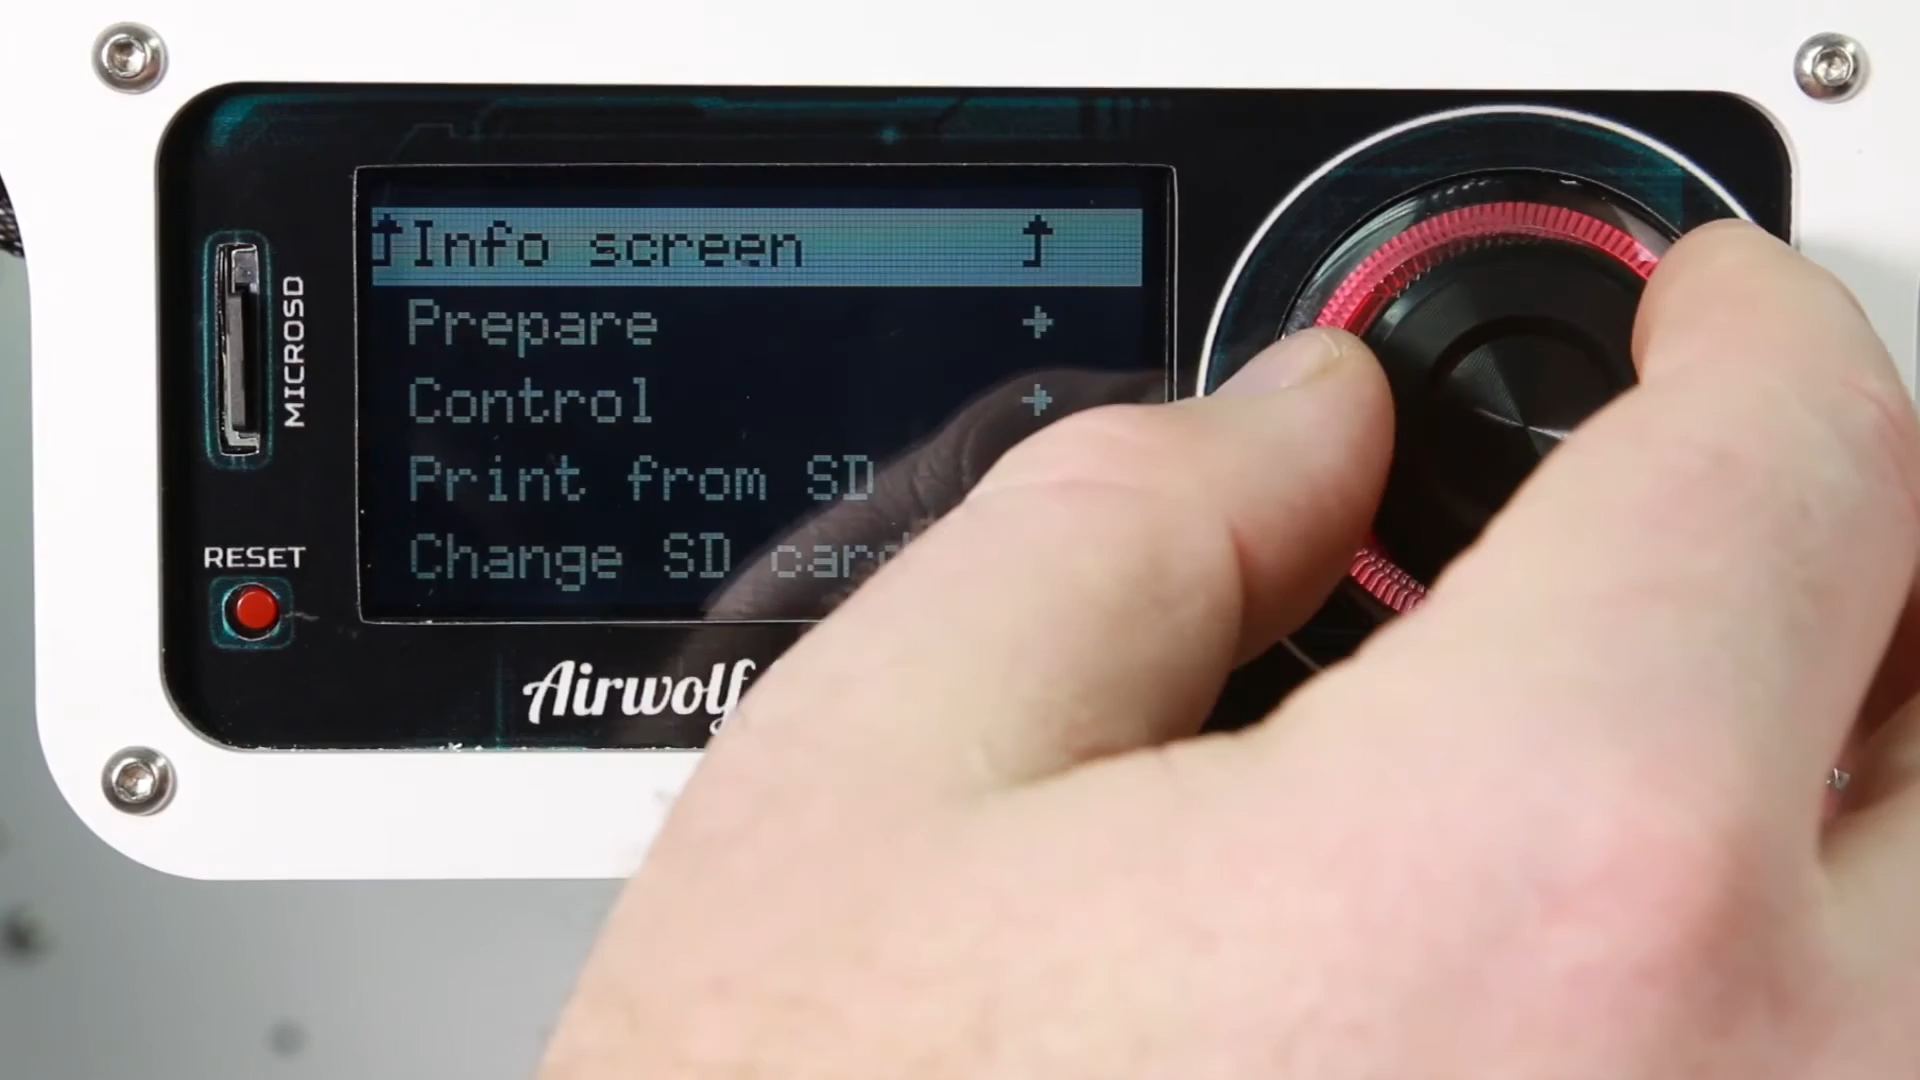 Info screen
Prepare
Control
Print from SD
Change SD card
MICROSD
RESET
Airwolf